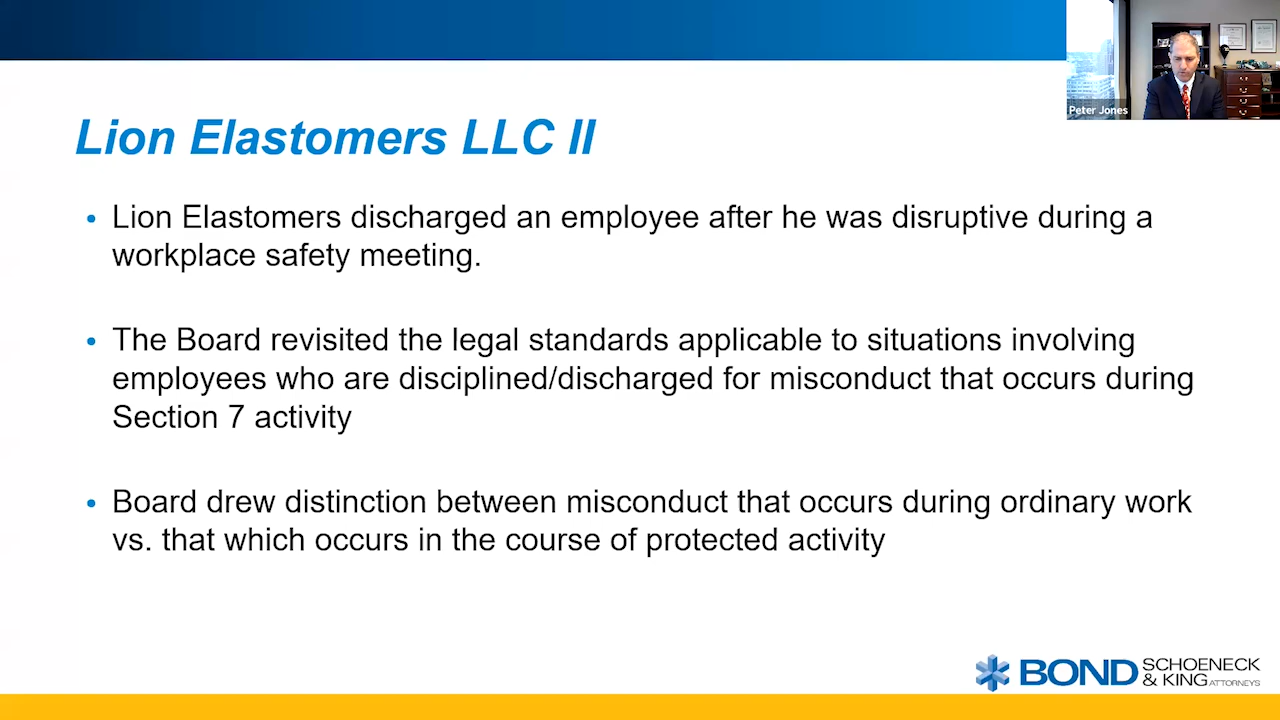 Peter Jones
Lion Elastomers LLC II
• Lion Elastomers discharged an employee after he was disruptive during a
workplace safety meeting.
• The Board revisited the legal standards applicable to situations involving
employees who are disciplined/discharged for misconduct that occurs during
Section 7 activity
• Board drew distinction between misconduct that occurs during ordinary work
vs. that which occurs in the course of protected activity
BOND SCHOENECK
& KING ATTORNEYS